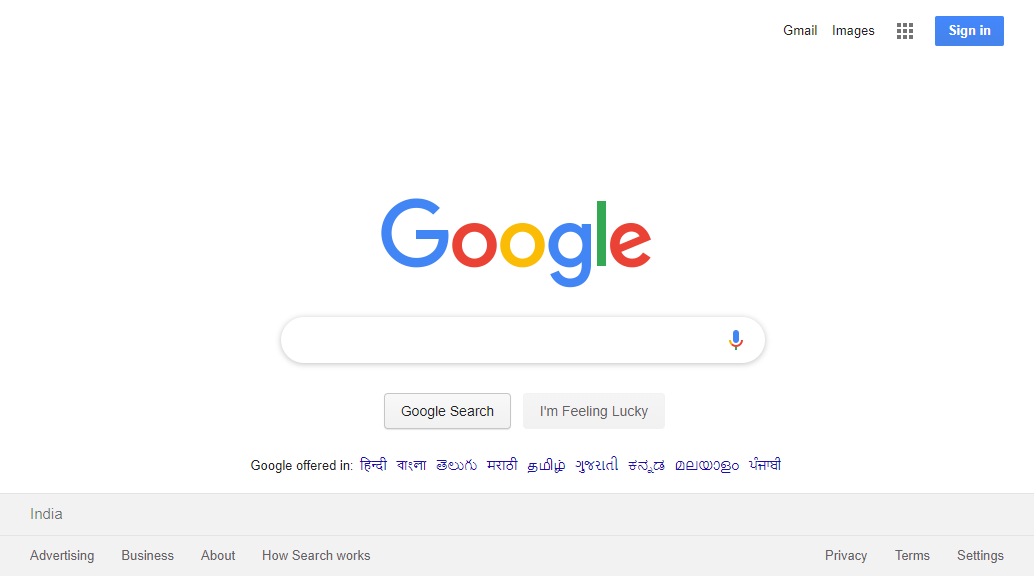 Gmail Images Sign in
Google
Google Search I'm Feeling Lucky
Google offered in: हिन्दी বাংলা తెలుగు मराठी தமிழ் ગુજરાતી ಕನ್ನಡ മലയാളം ਪੰਜਾਬੀ
India
Advertising Business About How Search works Privacy Terms Settings